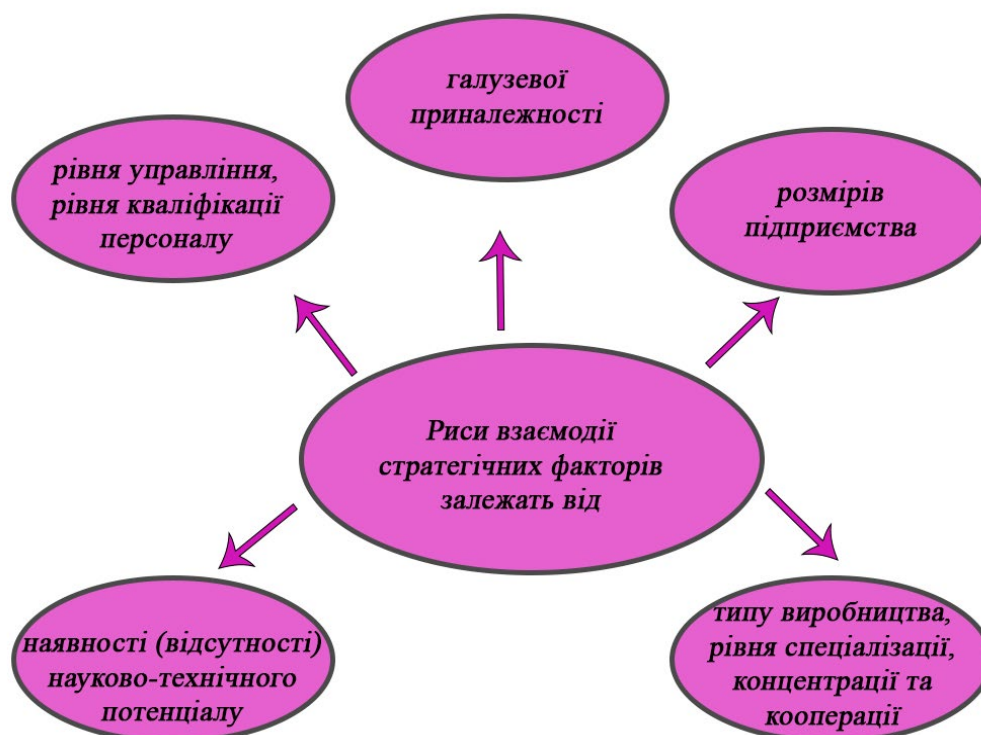 галузевої
приналежності
рівня управління,
рівня кваліфікації
персоналу
розмірів
підприємства
Риси взаємодії
стратегічних факторів
залежать від
наявності (відсутності)
науково-технічного
потенціалу
типу виробництва,
рівня спеціалізації,
концентрації та
кооперації